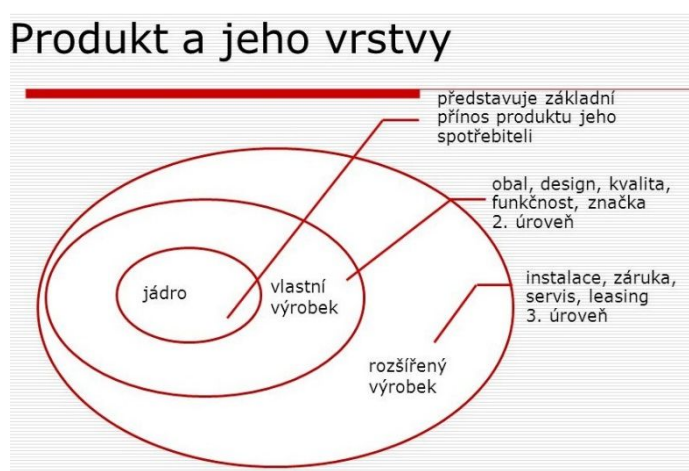 Produkt a jeho vrstvy
představuje základní
přínos produktu jeho
spotřebiteli
obal, design, kvalita,
funkčnost, značka
2. úroveň
instalace, záruka,
servis, leasing
3. úroveň
jádro
vlastní
výrobek
rozšířený
výrobek